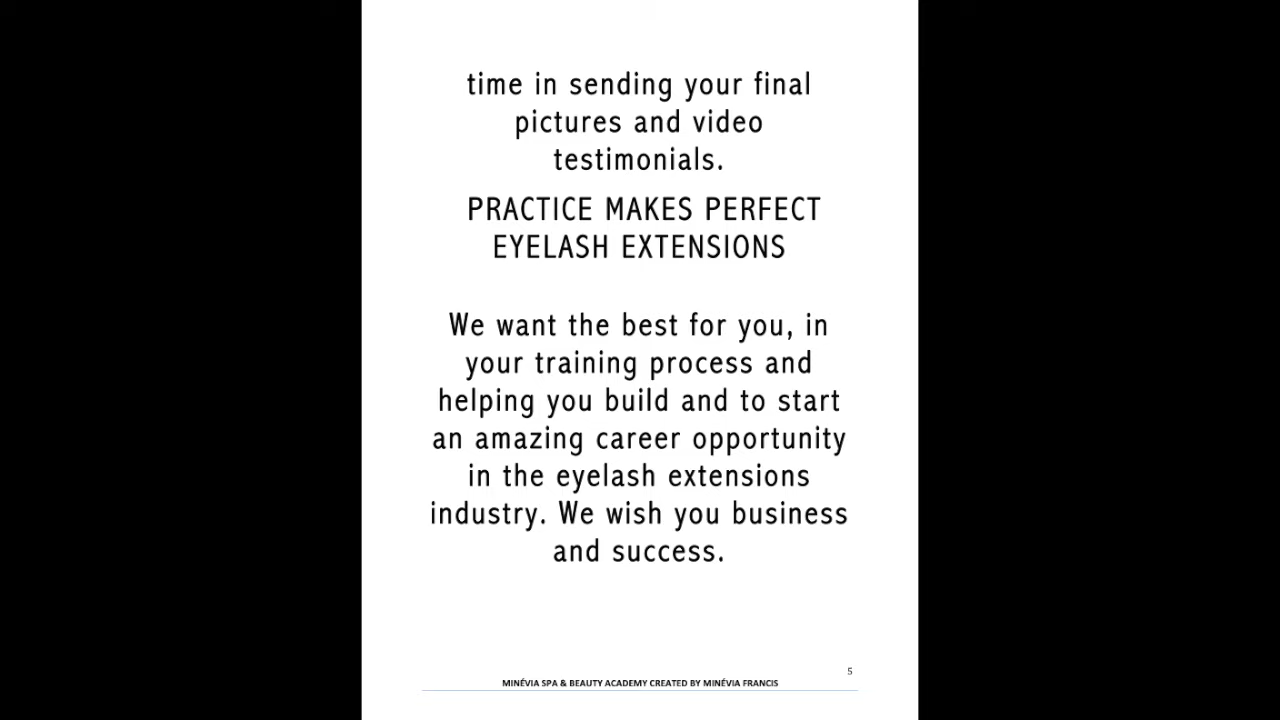 time in sending your final
pictures and video
testimonials.
PRACTICE MAKES PERFECT
EYELASH EXTENSIONS
We want the best for you, in
your training process and
helping you build and to start
an amazing career opportunity
in the eyelash extensions
industry. We wish you business
and success.
5
MINÉVIA SPA & BEAUTY ACADEMY CREATED BY MINÉVIA FRANCIS